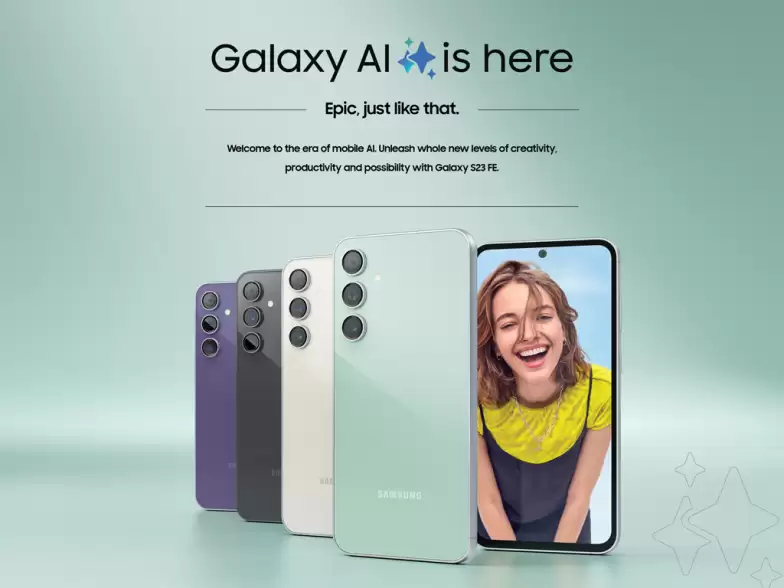 Galaxy AI is here
Epic, just like that.
Welcome to the era of mobile AI. Unleash whole new levels of creativity,
productivity and possibility with Galaxy S23 FE.
SAMSUNG